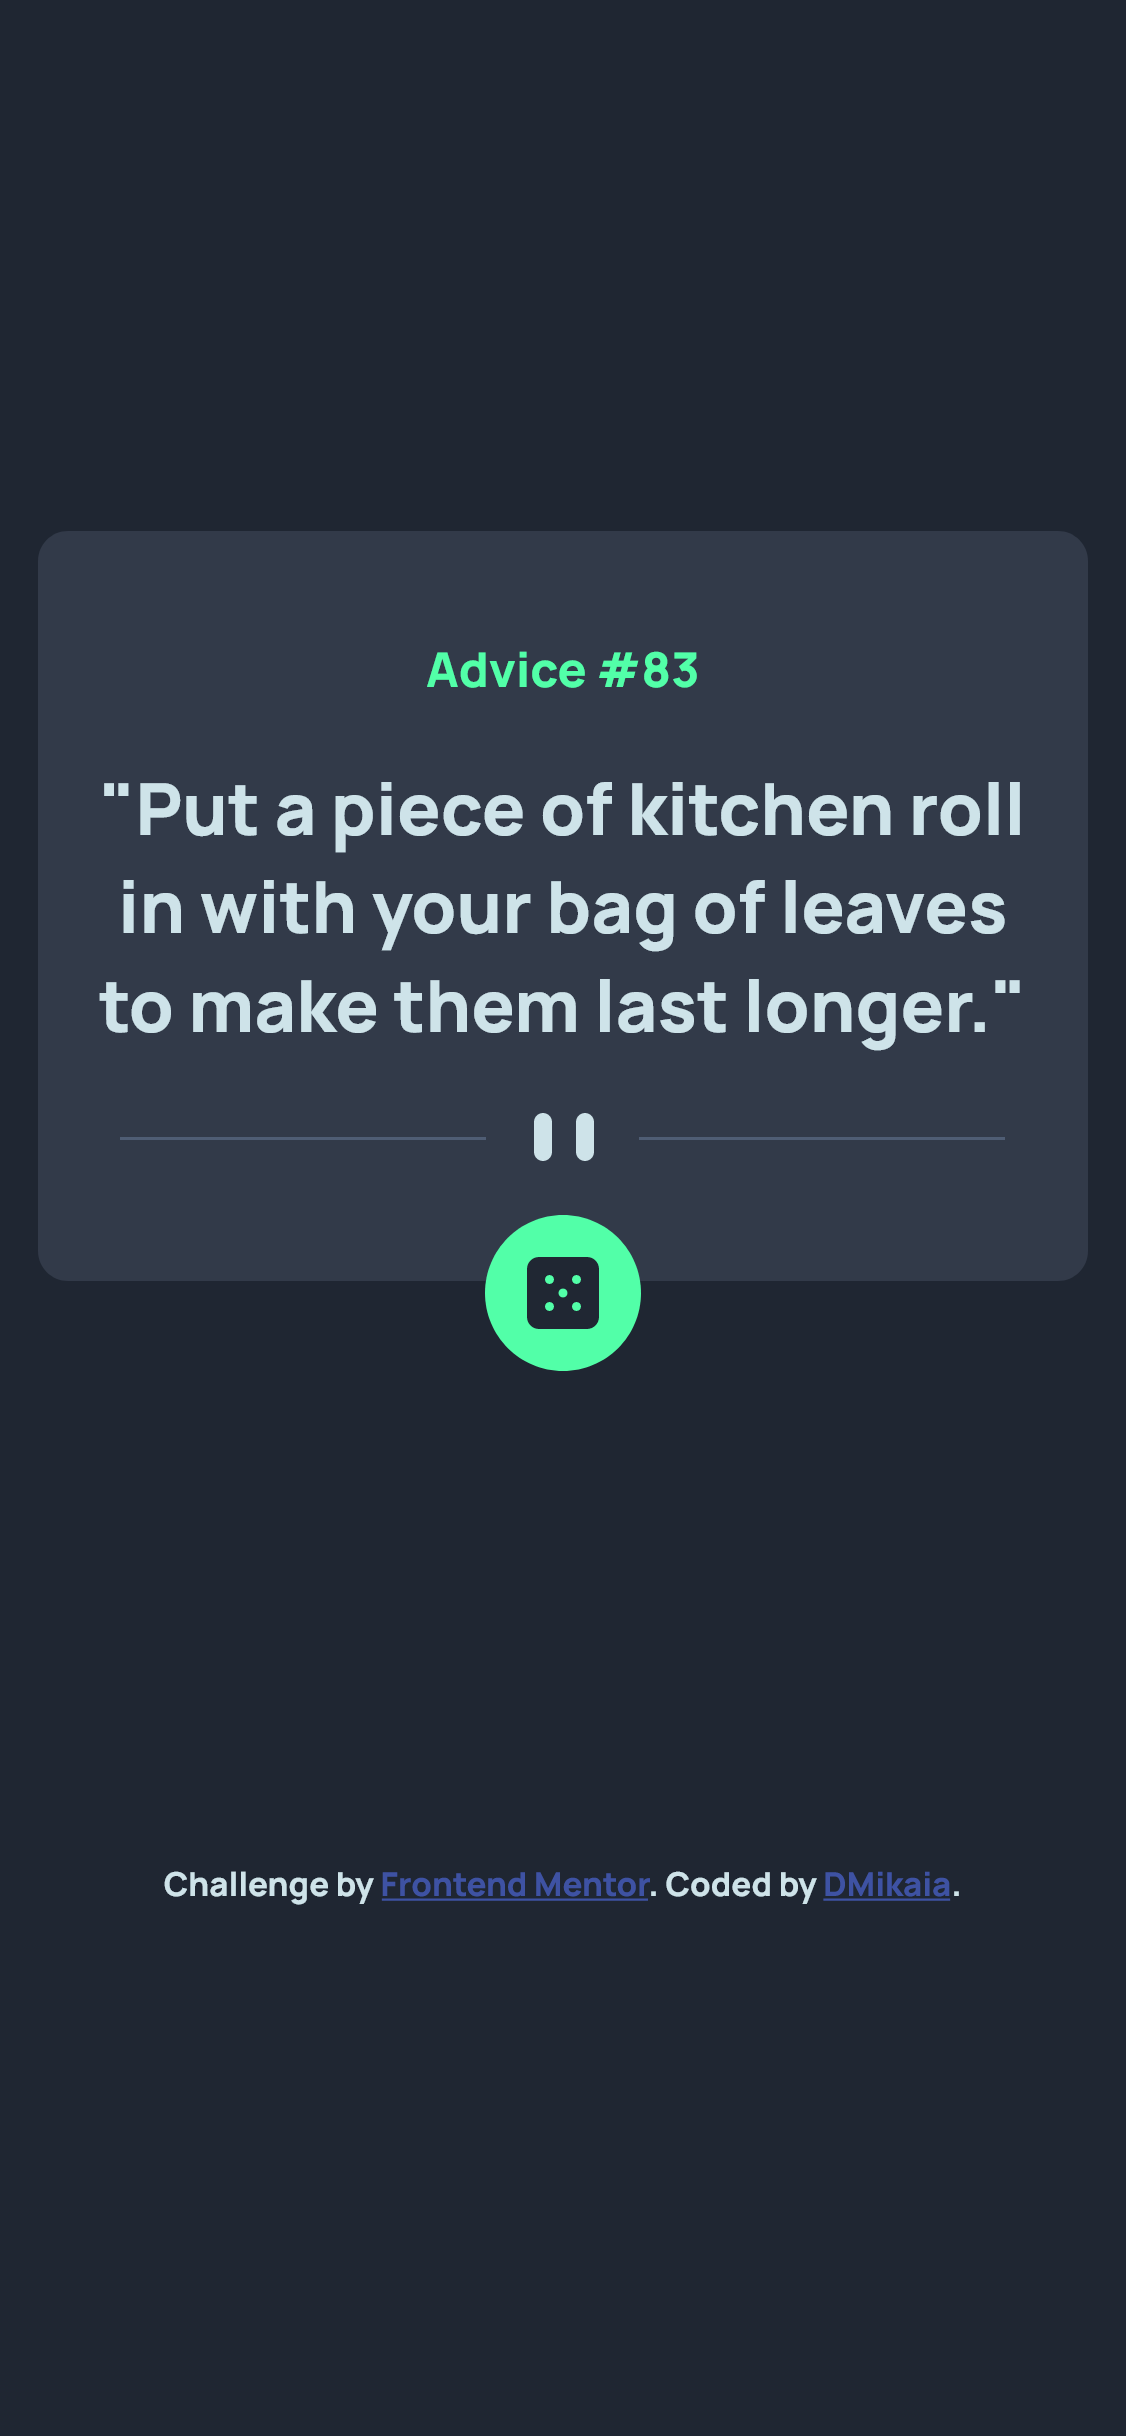 Advice #83
"Put a piece of kitchen roll
in with your bag of leaves
to make them last longer."
Challenge by Frontend Mentor. Coded by DMikaia.